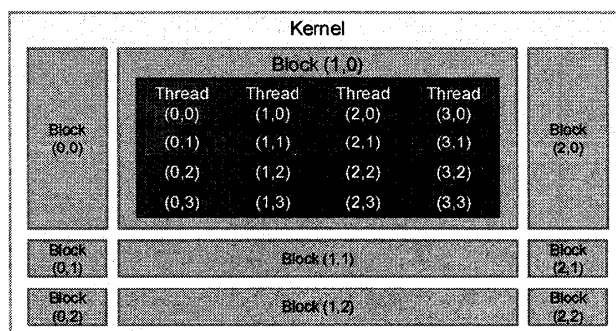 Kernel
Block (1,0)
Thread Thread Thread Thread
(0,0) (1,0) (2,0) (3,0)
(0,1) (1,1) (2,1) (3,1)
(0,2) (1,2) (2,2) (3,2)
(0,3) (1,3) (2,3) (3,3)
Block
(0,0)
Block
(2,0)
Block
(0,1)
Block (1,1)
Block
(2,1)
Block
(0,2)
Block (1,2)
Block
(2,2)